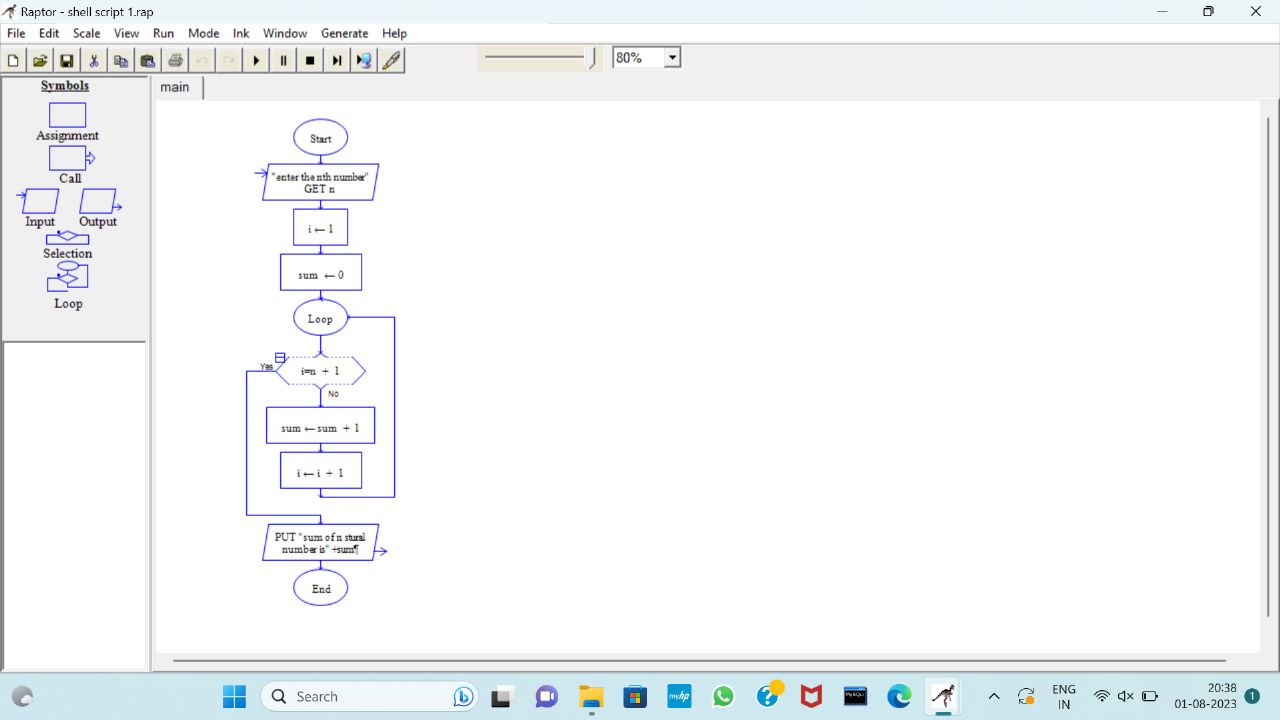 Raptor - shell script 1.rap
File Edit Scale View Run Mode Ink Window Generate Help
80%
Symbols
Assignment
Call
Input Output
Selection
Loop
main
Start
"enter the nth number"
GET n
i ← 1
sum ← 0
Loop
Yes
i=n + 1
No
sum ← sum + 1
i ← i + 1
PUT "sum of n stural
number is" +sum¶
End
Search
myhp
MySQL
ENG
IN
20:38
01-08-2023
1